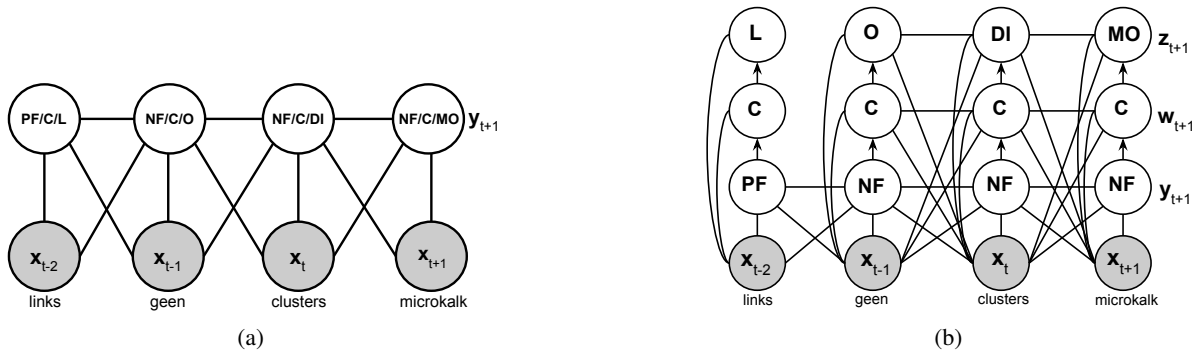 PF/C/L NF/C/O NF/C/DI NF/C/MO y_{t+1}
x_{t-2} x_{t-1} x_t x_{t+1}
links geen clusters microkalk
(a)
L O DI MO z_{t+1}
C C C C w_{t+1}
PF NF NF NF y_{t+1}
x_{t-2} x_{t-1} x_t x_{t+1}
links geen clusters microkalk
(b)